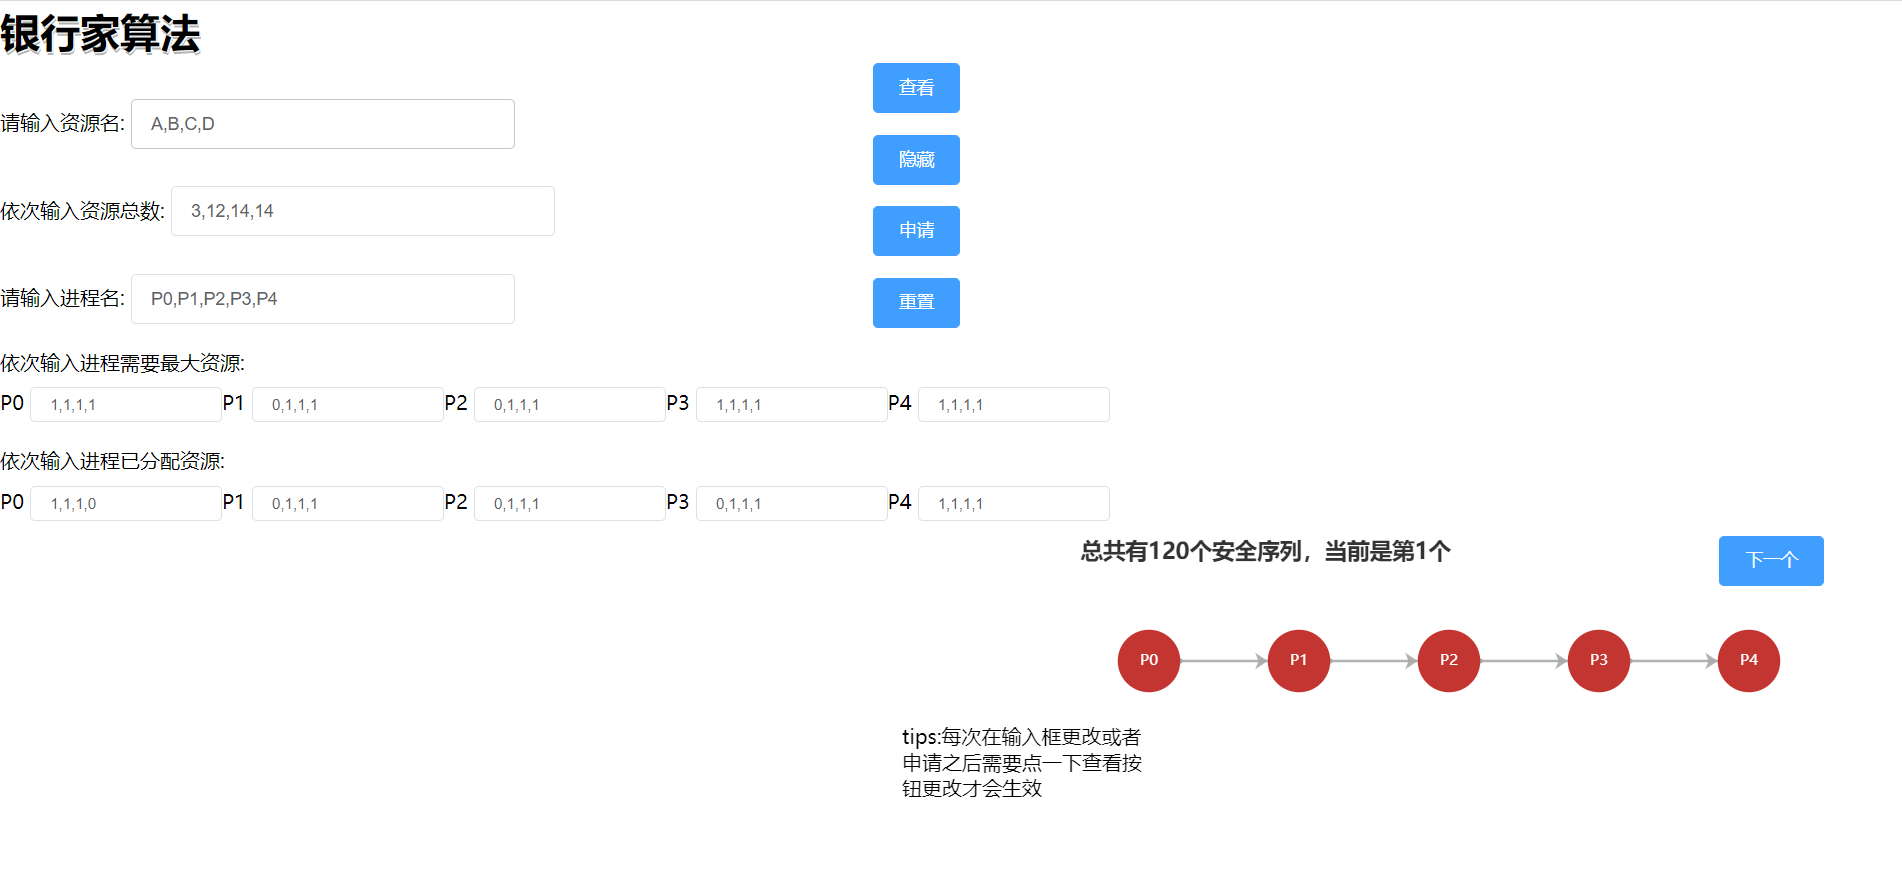 银行家算法
查看
请输入资源名: A,B,C,D
隐藏
依次输入资源总数: 3,12,14,14
申请
请输入进程名: P0,P1,P2,P3,P4
重置
依次输入进程需要最大资源:
P0 1,1,1,1 P1 0,1,1,1 P2 0,1,1,1 P3 1,1,1,1 P4 1,1,1,1
依次输入进程已分配资源:
P0 1,1,1,0 P1 0,1,1,1 P2 0,1,1,1 P3 0,1,1,1 P4 1,1,1,1
总共有120个安全序列，当前是第1个
下一个
P0 P1 P2 P3 P4
tips:每次在输入框更改或者
申请之后需要点一下查看按
钮更改才会生效